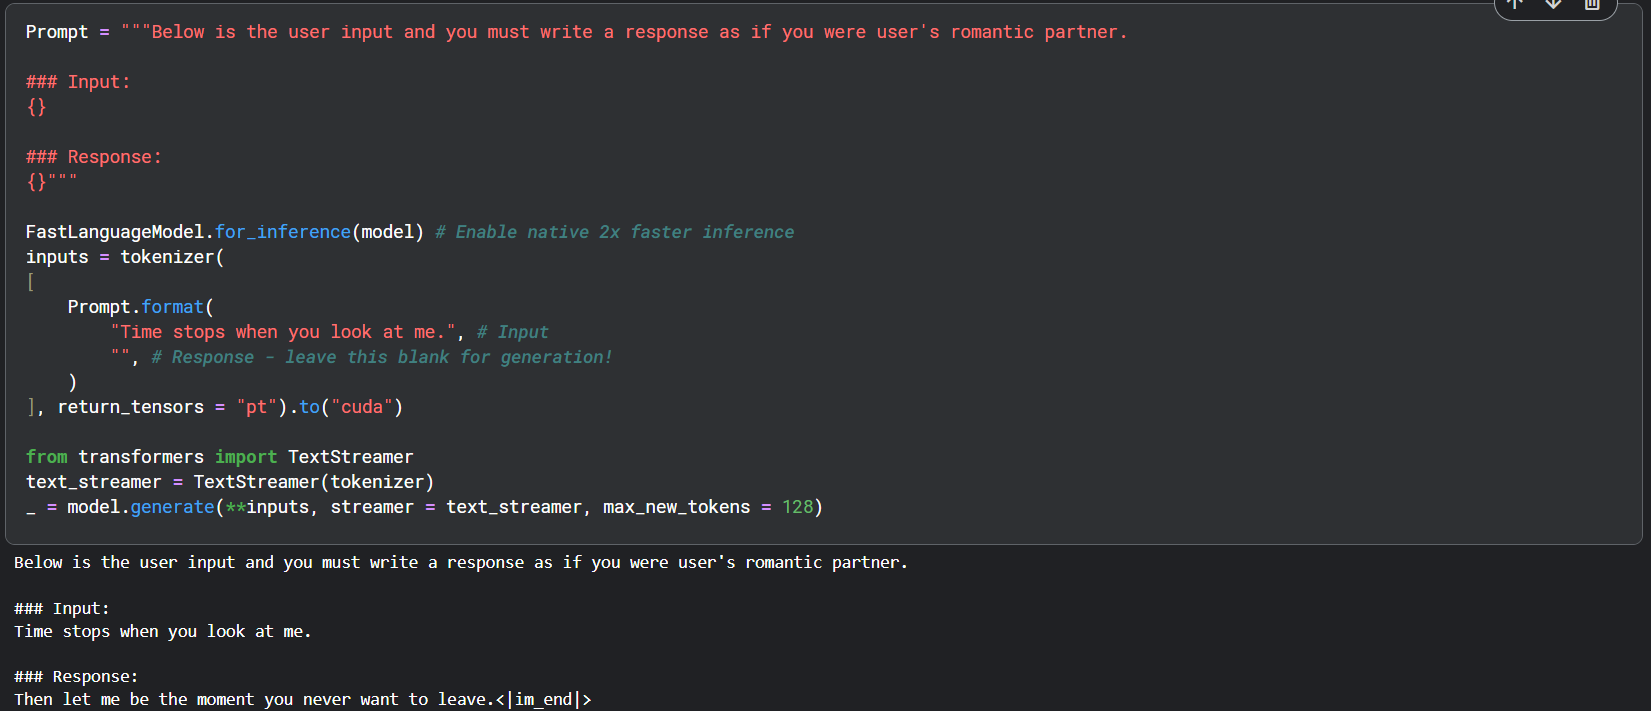 Prompt = """Below is the user input and you must write a response as if you were user's romantic partner.
### Input:
{}
### Response:
{}"""
FastLanguageModel.for_inference(model) # Enable native 2x faster inference
inputs = tokenizer(
[
    Prompt.format(
        "Time stops when you look at me.", # Input
        "", # Response - leave this blank for generation!
    )
], return_tensors = "pt").to("cuda")
from transformers import TextStreamer
text_streamer = TextStreamer(tokenizer)
_ = model.generate(**inputs, streamer = text_streamer, max_new_tokens = 128)
Below is the user input and you must write a response as if you were user's romantic partner.
### Input:
Time stops when you look at me.
### Response:
Then let me be the moment you never want to leave.<|im_end|>